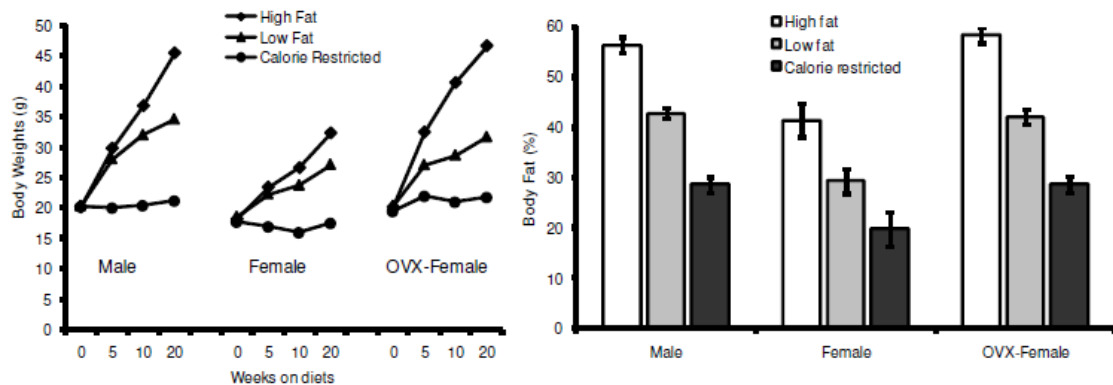 High Fat
Low Fat
Calorie Restricted
Body Weights (g)
50
45
40
35
30
25
20
15
10
5
0
Male
Female
OVX-Female
0 5 10 20 0 5 10 20 0 5 10 20
Weeks on diets
High fat
Low fat
Calorie restricted
Body Fat (%)
60
50
40
30
20
10
0
Male
Female
OVX-Female